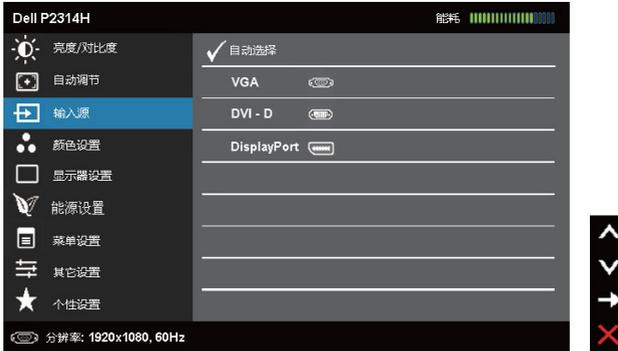 Dell P2314H
能耗
亮度/对比度
自动选择
自动调节
VGA
输入源
DVI - D
颜色设置
DisplayPort
显示器设置
能源设置
菜单设置
其它设置
个性设置
分辨率: 1920x1080, 60Hz